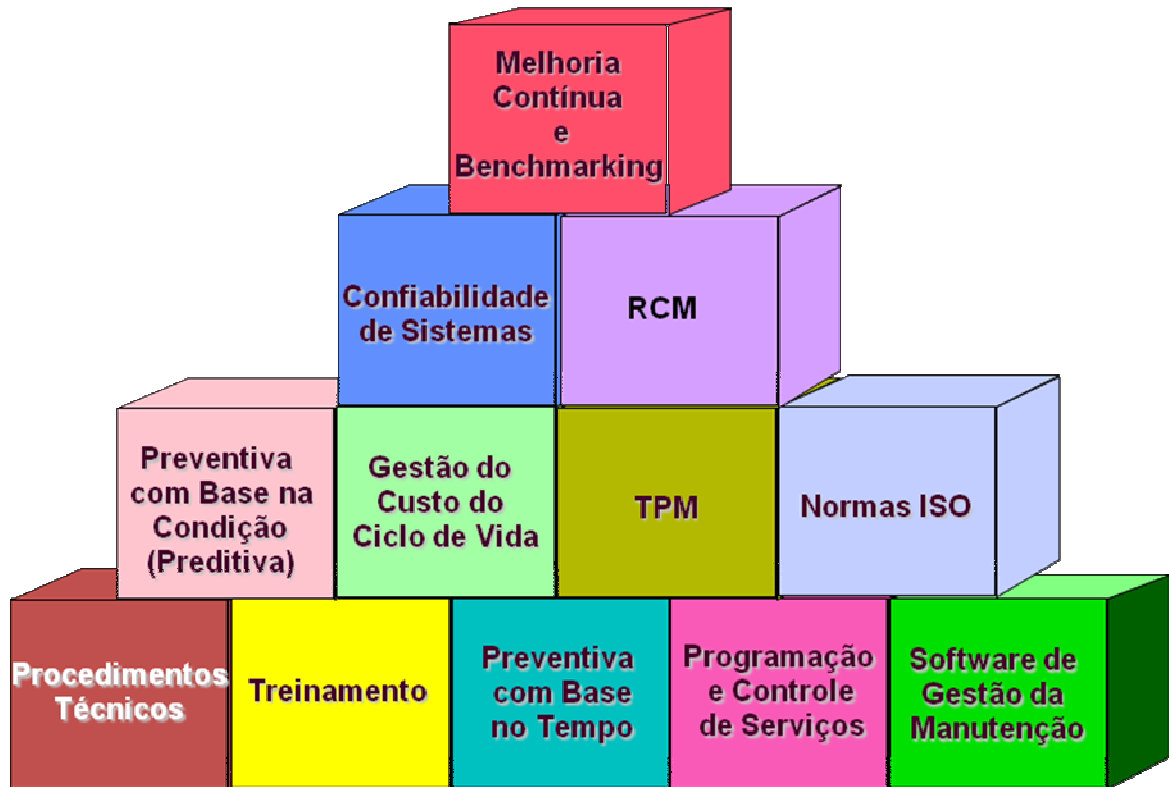 Melhoria
Contínua
e
Benchmarking
Confiabilidade
de Sistemas
RCM
Preventiva
com Base na
Condição
(Preditiva)
Gestão do
Custo do
Ciclo de Vida
TPM
Normas ISO
Procedimentos
Técnicos
Treinamento
Preventiva
com Base
no Tempo
Programação
e Controle
de Serviços
Software de
Gestão da
Manutenção